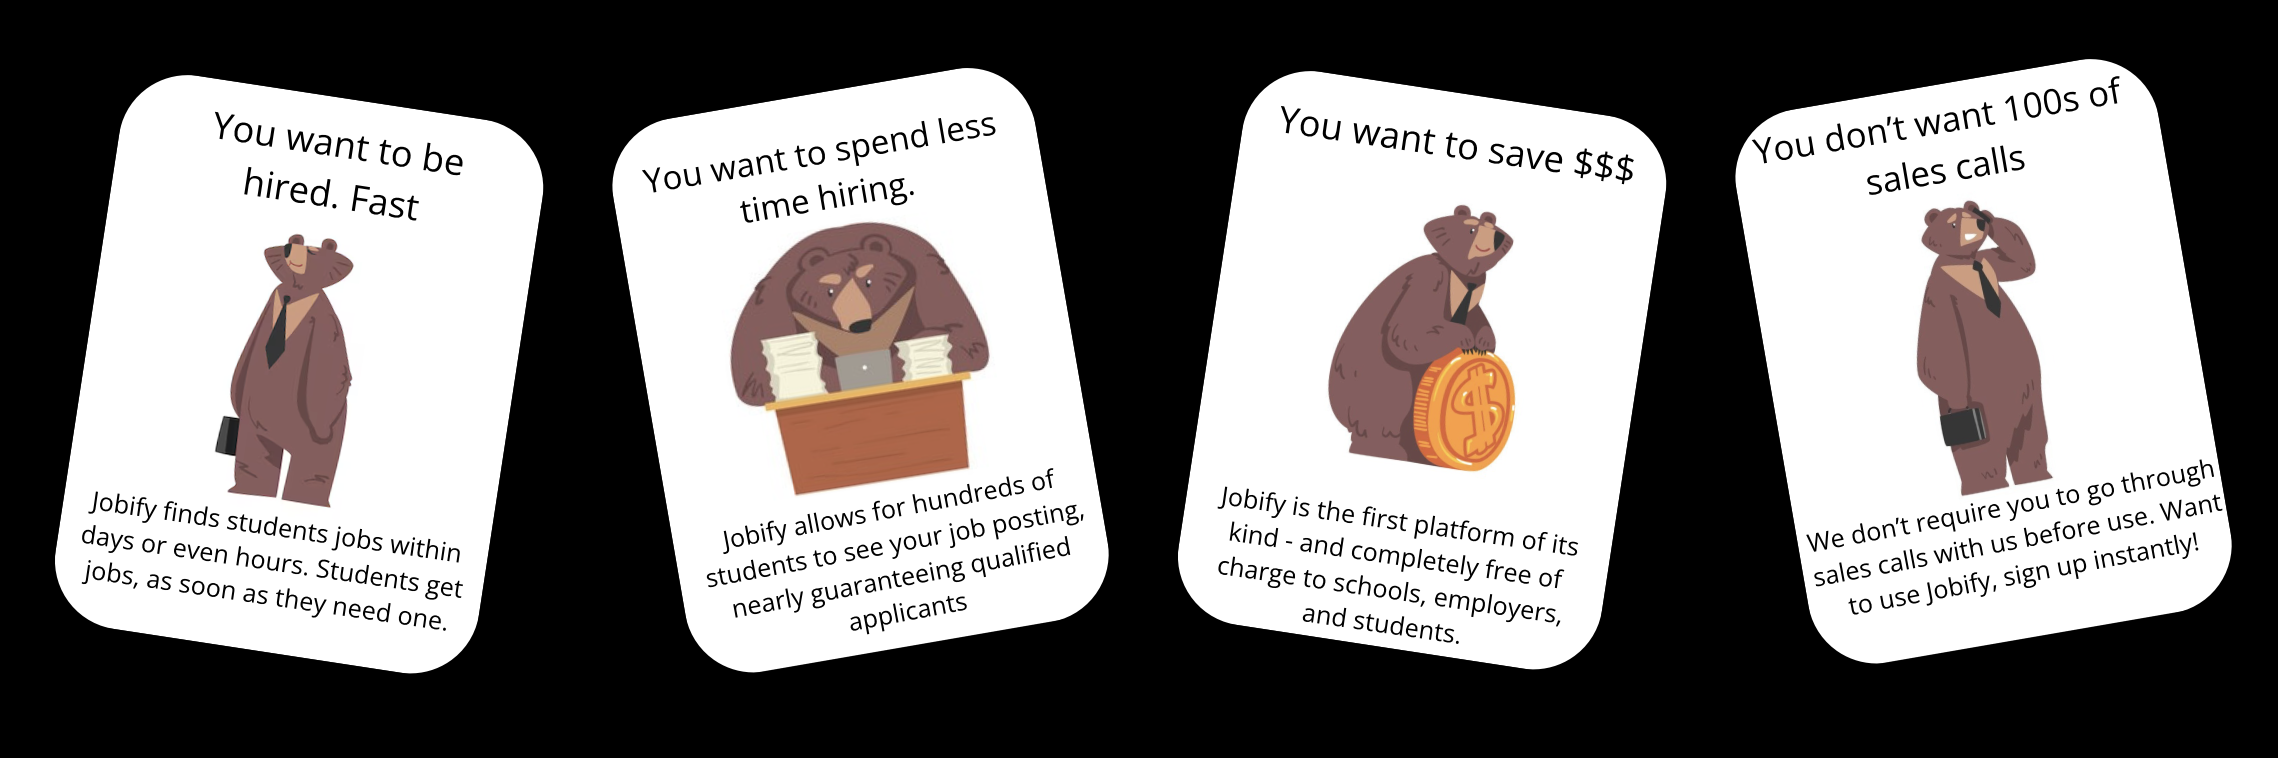 You want to be
hired. Fast
Jobify finds students jobs within
days or even hours. Students get
jobs, as soon as they need one.
You want to spend less
time hiring.
Jobify allows for hundreds of
students to see your job posting,
nearly guaranteeing qualified
applicants
You want to save $$$
$
Jobify is the first platform of its
kind - and completely free of
charge to schools, employers,
and students.
You don’t want 100s of
sales calls
We don’t require you to go through
sales calls with us before use. Want
to use Jobify, sign up instantly!